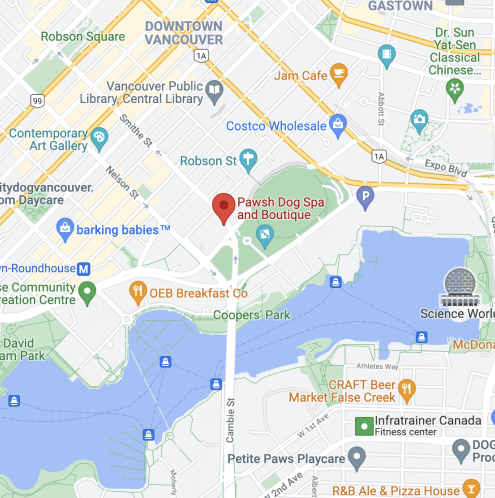 GASTOWN
DOWNTOWN
VANCOUVER
Robson Square
1A
Dr. Sun
Yat-Sen
Classical
Chinese...
Jam Cafe
Vancouver Public
Library, Central Library
99
Abbott St
Smithe St
Costco Wholesale
Contemporary
Art Gallery
1A
Robson St
Expo Blvd
Nelson St
itydogvancouver.
om Daycare
Pawsh Dog Spa
and Boutique
P
barking babies™
n-Roundhouse M
se Community
reation Centre
OEB Breakfast Co
Coopers' Park
Science World
David
am Park
McDona
Athletes Way
CRAFT Beer
Market False Creek
Cambie St
W 1st Ave
Infratrainer Canada
Fitness center
Petite Paws Playcare
DOG
Proc
Moberly
W 2nd Ave
Alberta
R&B Ale & Pizza House